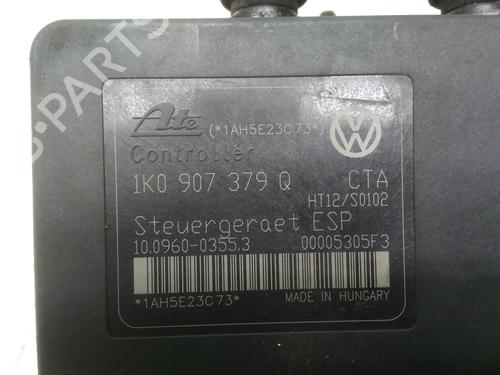 Ate (*1AH5E23C73*)
Controller
1K0 907 379 Q CTA
HT12/S0102
Steuergeraet ESP
10.0960-0355.3 00005305F3
*1AH5E23C73* MADE IN HUNGARY